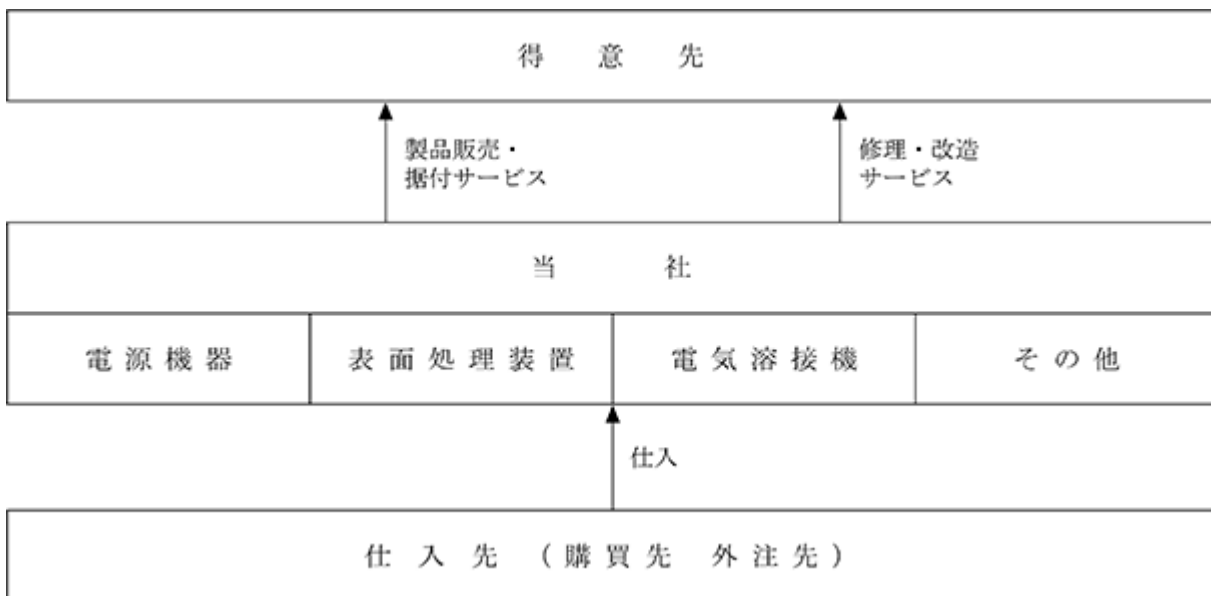 得意先
製品販売・
据付サービス
修理・改造
サービス
当社
電源機器
表面処理装置
電気溶接機
その他
仕入
仕入先(購買先 外注先)